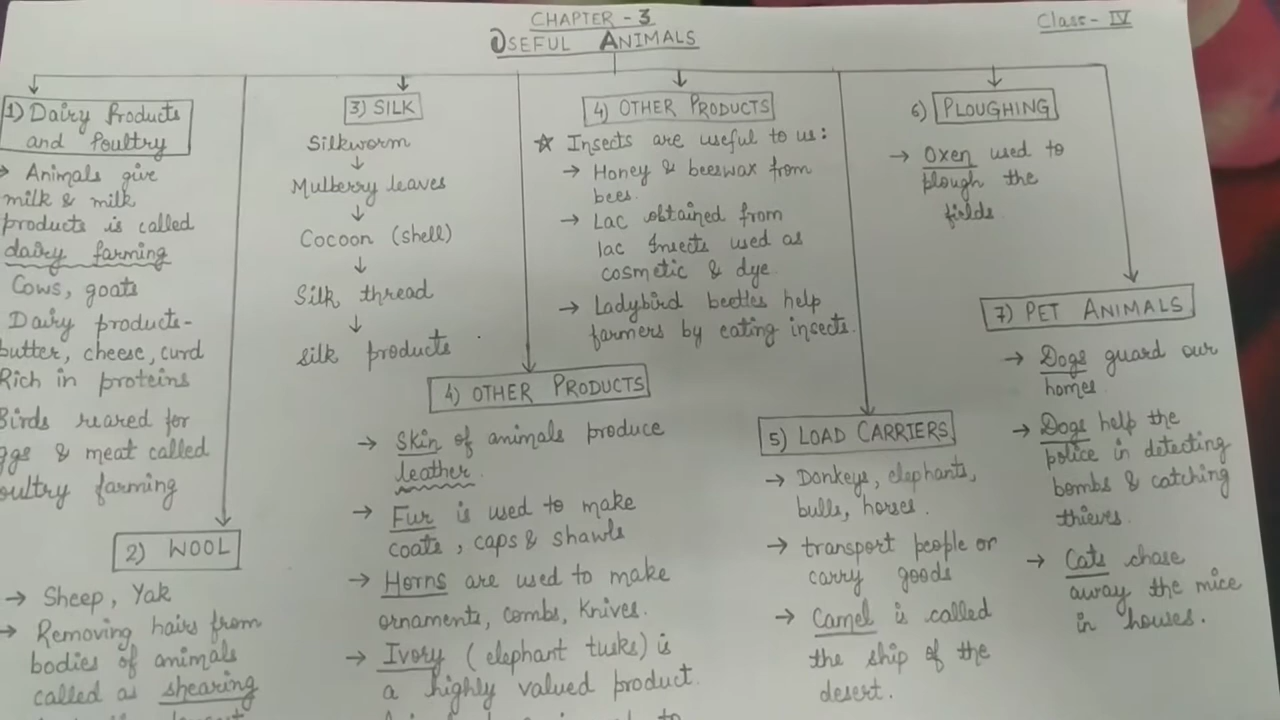 CHAPTER - 3
USEFUL ANIMALS
Class- IV
1) Dairy Products
and Poultry
→ Animals give
milk & milk
products is called
dairy farming
Cows, goats
Dairy products-
butter, cheese, curd
Rich in proteins
Birds reared for
ggs & meat called
oultry farming
2) WOOL
→ Sheep, Yak
→ Removing hairs from
bodies of animals
called as shearing
3) SILK
Silkworm
↓
Mulberry leaves
↓
Cocoon (shell)
↓
Silk thread
↓
silk products
4) OTHER PRODUCTS
☆ Insects are useful to us:
→ Honey & beeswax from
bees.
→ Lac obtained from
lac Insects used as
cosmetic & dye.
→ Ladybird beetles help
farmers by eating insects.
4) OTHER PRODUCTS
→ Skin of animals produce
leather.
→ Fur is used to make
coats, caps & shawls
→ Horns are used to make
ornaments, combs, knives.
→ Ivory (elephant tusks) is
a highly valued product.
5) LOAD CARRIERS
→ Donkeys, elephants,
bulls, horses.
→ transport people or
carry goods
→ Camel is called
the ship of the
desert.
6) PLOUGHING
→ Oxen used to
plough the
fields.
7) PET ANIMALS
→ Dogs guard our
homes.
→ Dogs help the
police in detecting
bombs & catching
thieves.
→ Cats chase
away the mice
in houses.